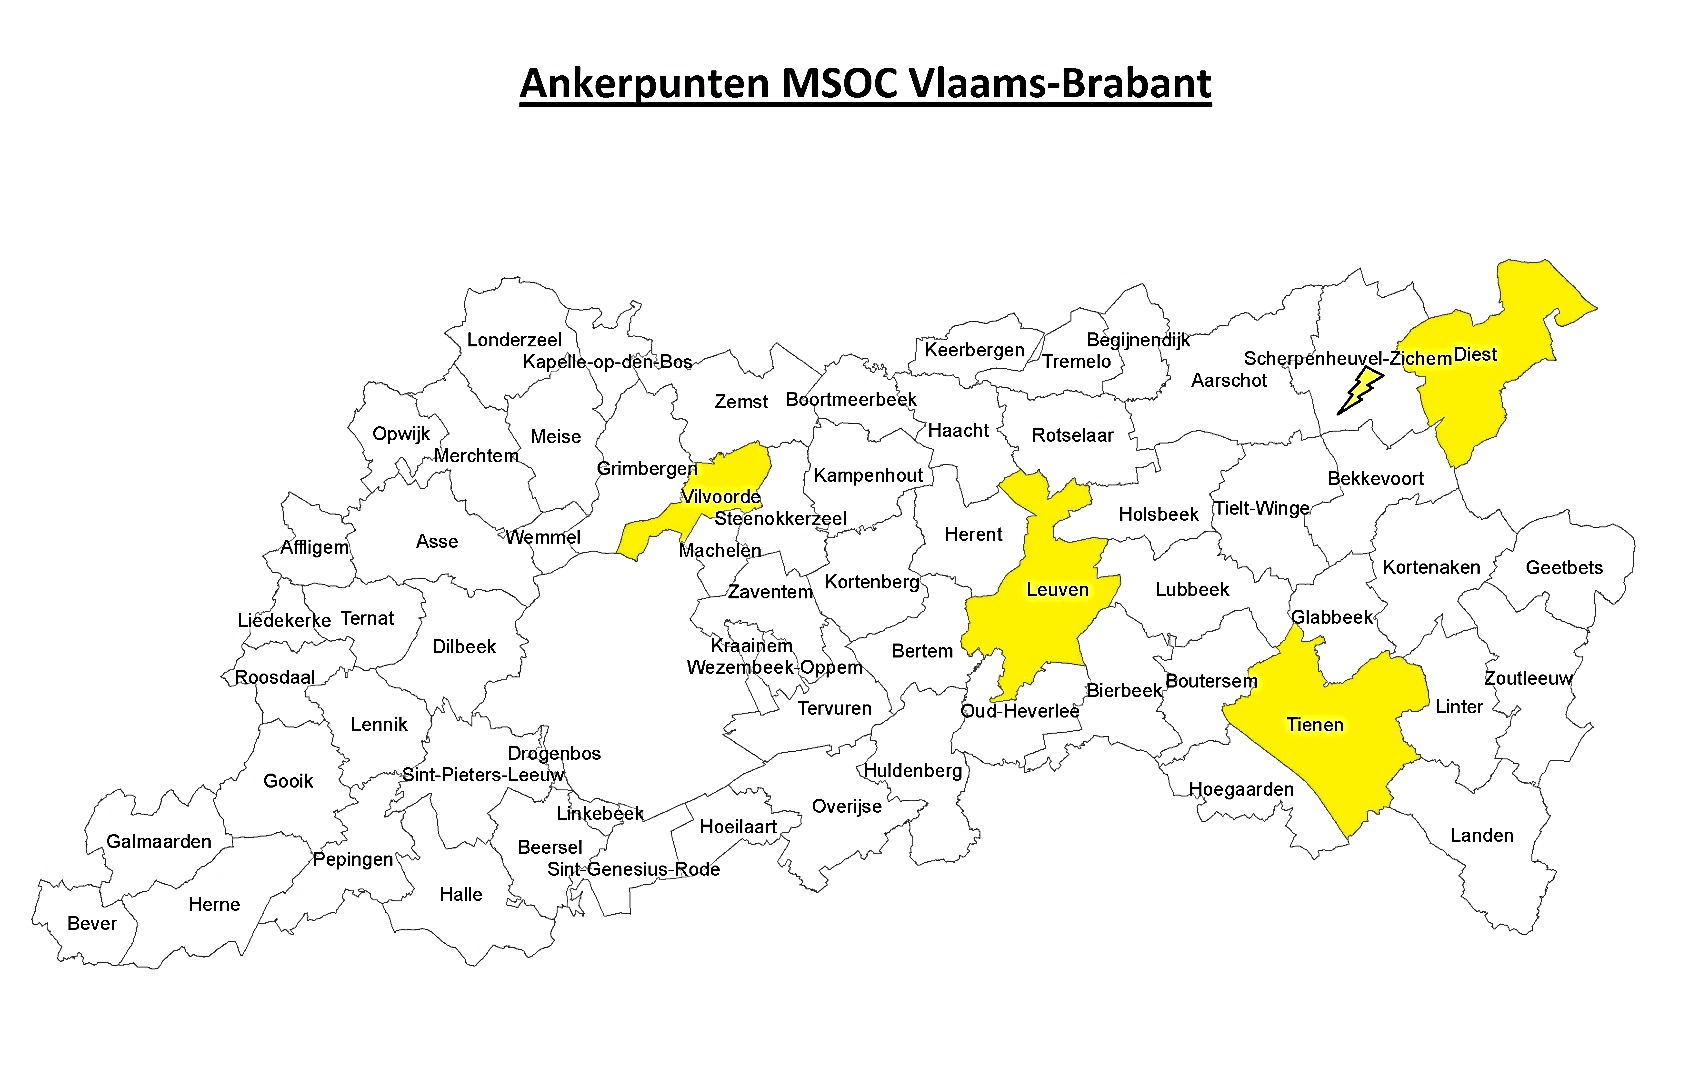 Ankerpunten MSOC Vlaams-Brabant
Londerzeel
Kapelle-op-den-Bos
Keerbergen
Tremelo
Begijnendijk
Scherpenheuvel-Zichem
Diest
Aarschot
Zemst
Boortmeerbeek
Haacht
Rotselaar
Opwijk
Merchtem
Meise
Grimbergen
Vilvoorde
Kampenhout
Bekkevoort
Steenokkerzeel
Herent
Holsbeek
Tielt-Winge
Affligem
Asse
Wemmel
Machelen
Zaventem
Kortenberg
Leuven
Lubbeek
Kortenaken
Geetbets
Liedekerke
Ternat
Dilbeek
Kraainem
Wezembeek-Oppem
Bertem
Glabbeek
Roosdaal
Lennik
Tervuren
Oud-Heverlee
Bierbeek
Boutersem
Tienen
Linter
Zoutleeuw
Drogenbos
Sint-Pieters-Leeuw
Gooik
Huldenberg
Hoegaarden
Linkebeek
Hoeilaart
Overijse
Landen
Galmaarden
Pepingen
Beersel
Sint-Genesius-Rode
Halle
Herne
Bever